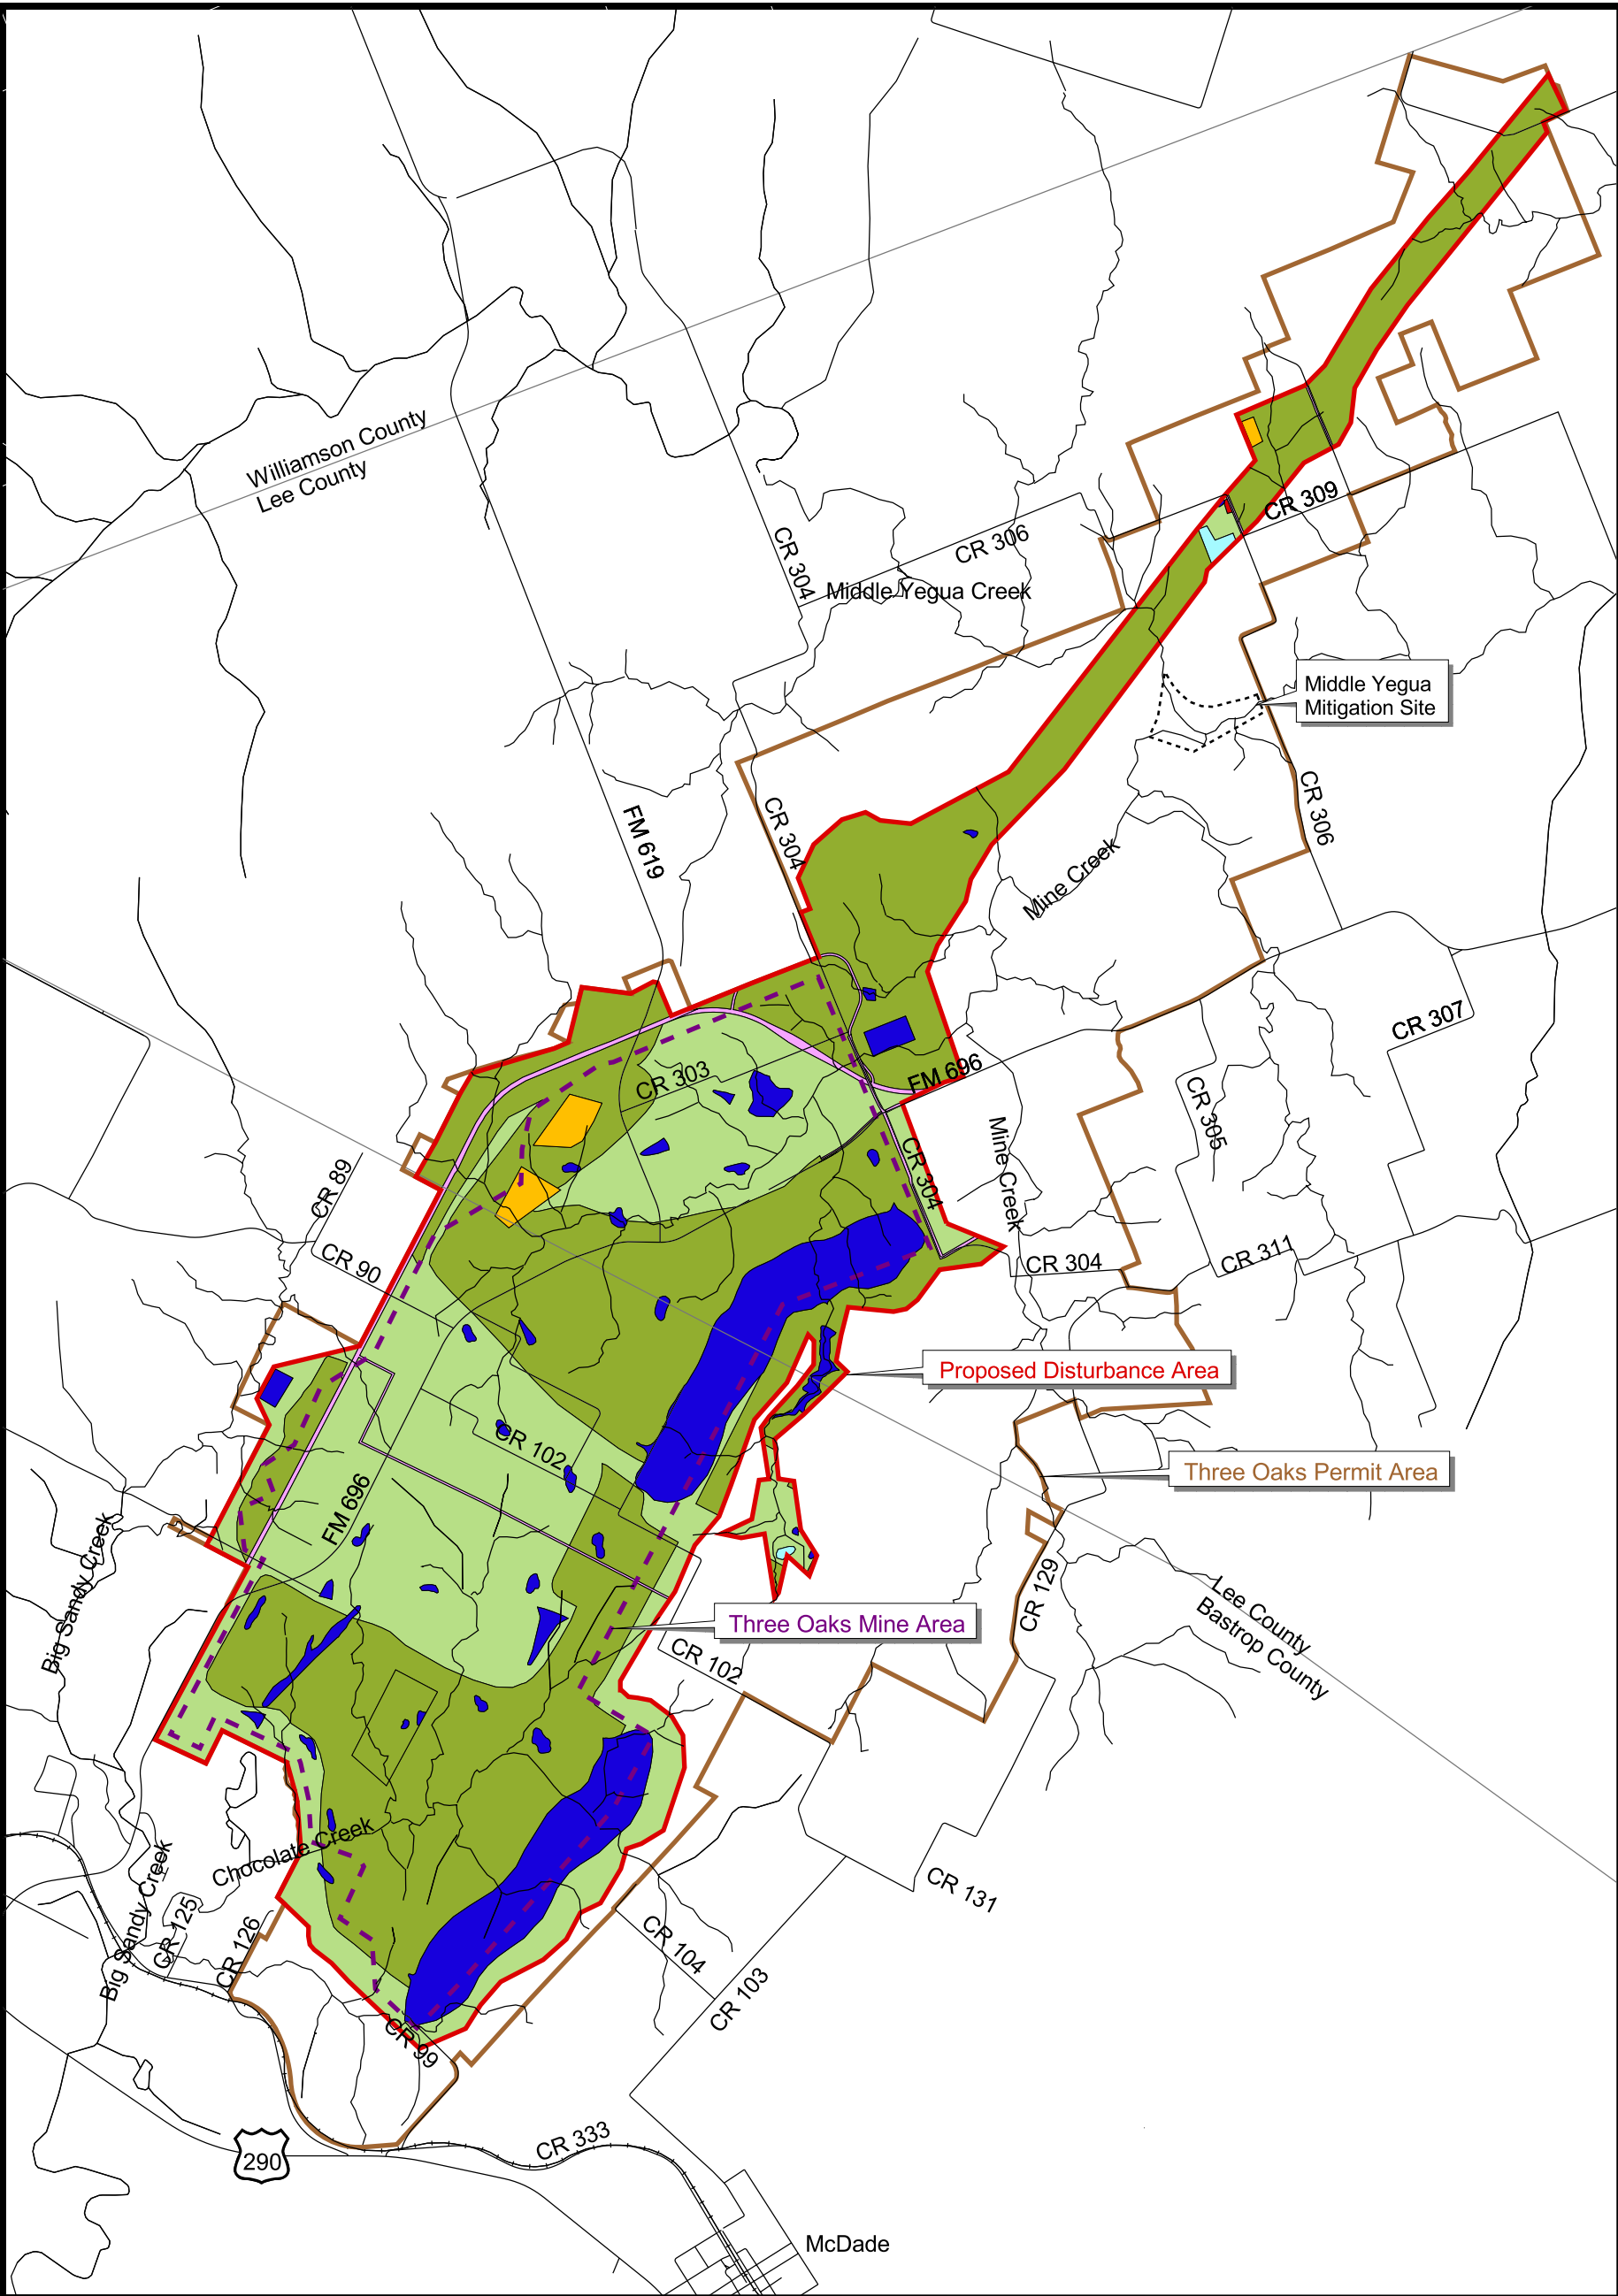 Williamson County
Lee County
CR 309
CR 306
CR 304
Middle Yegua Creek
Middle Yegua
Mitigation Site
CR 304
FM 619
CR 306
Mine Creek
CR 307
FM 696
CR 303
CR 305
Mine Creek
CR 304
CR 89
CR 90
CR 311
CR 304
Proposed Disturbance Area
CR 102
Three Oaks Permit Area
FM 696
Big Sandy Creek
CR 129
Lee County
Bastrop County
Three Oaks Mine Area
CR 102
Chocolate Creek
Big Sandy Creek
CR 125
CR 126
CR 131
CR 104
CR 103
CR 99
CR 333
290
McDade